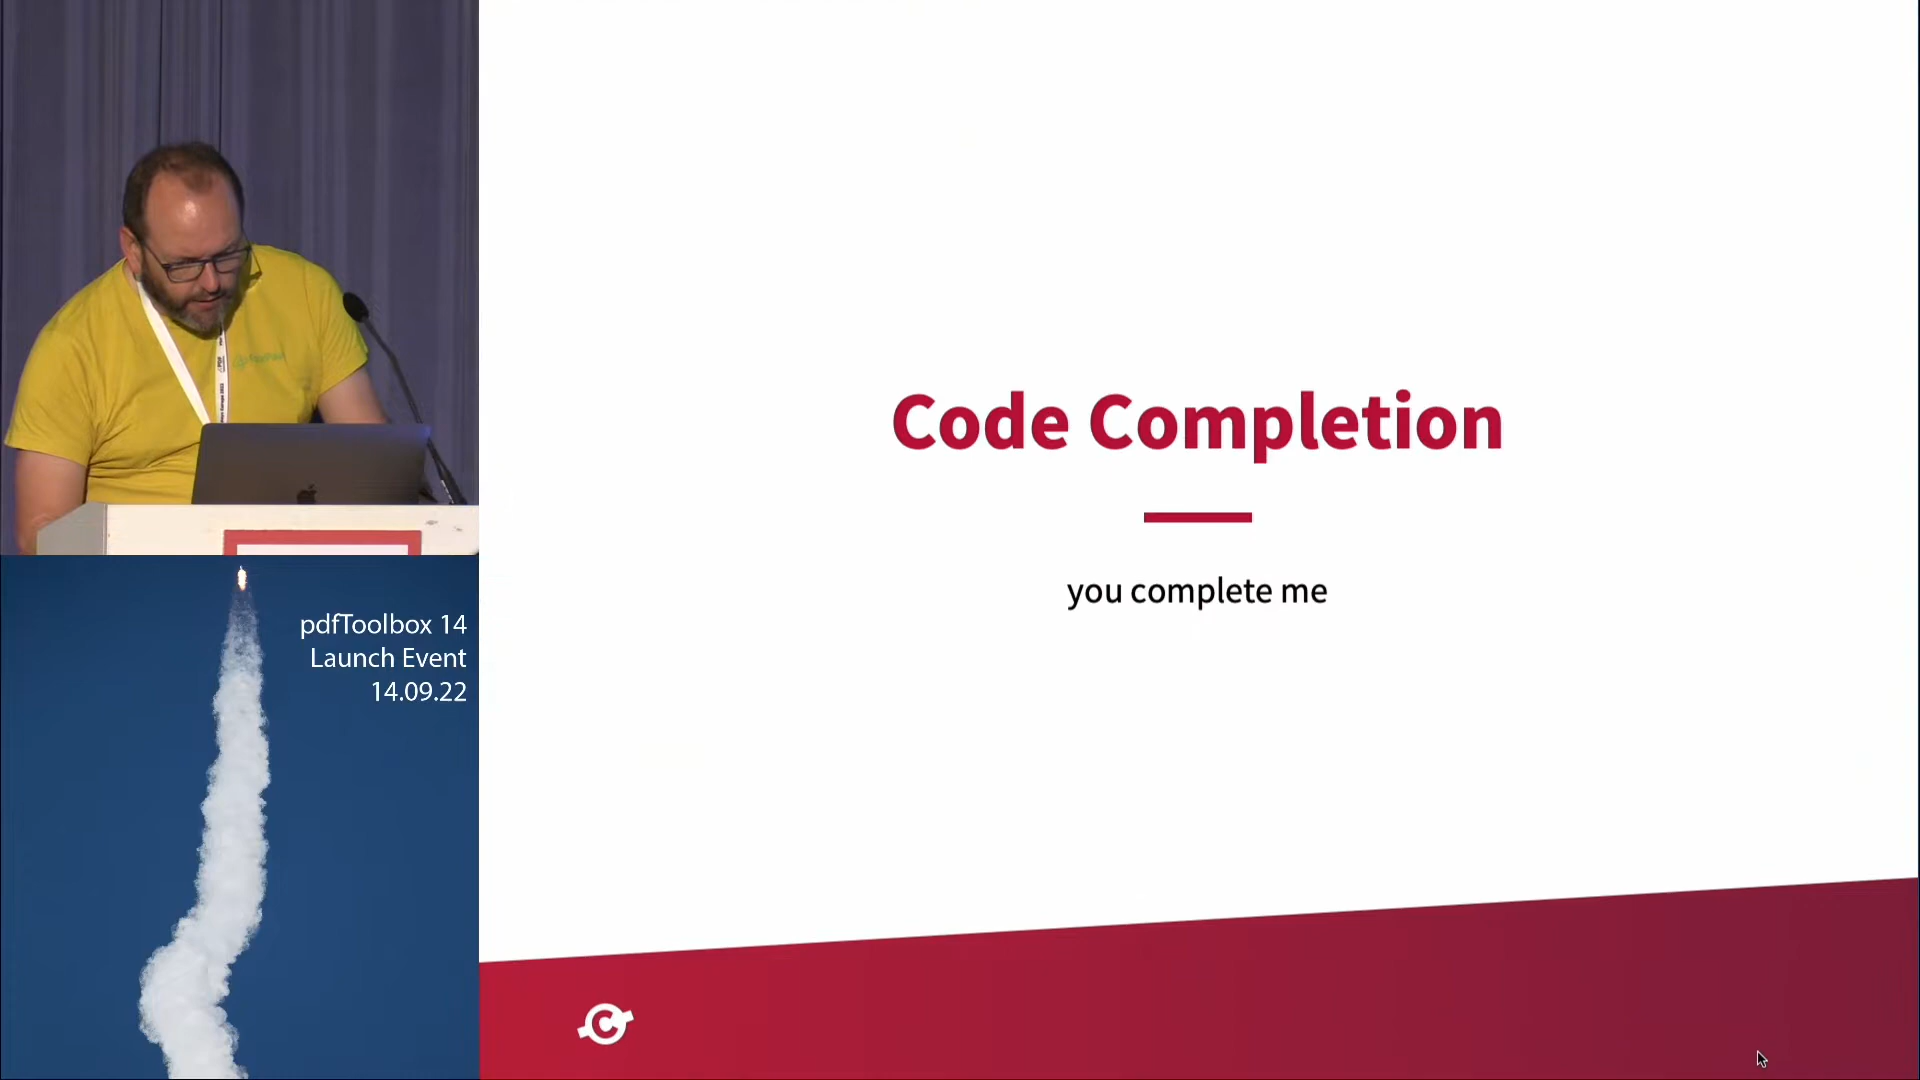 Code Completion
you complete me
pdfToolbox 14
Launch Event
14.09.22